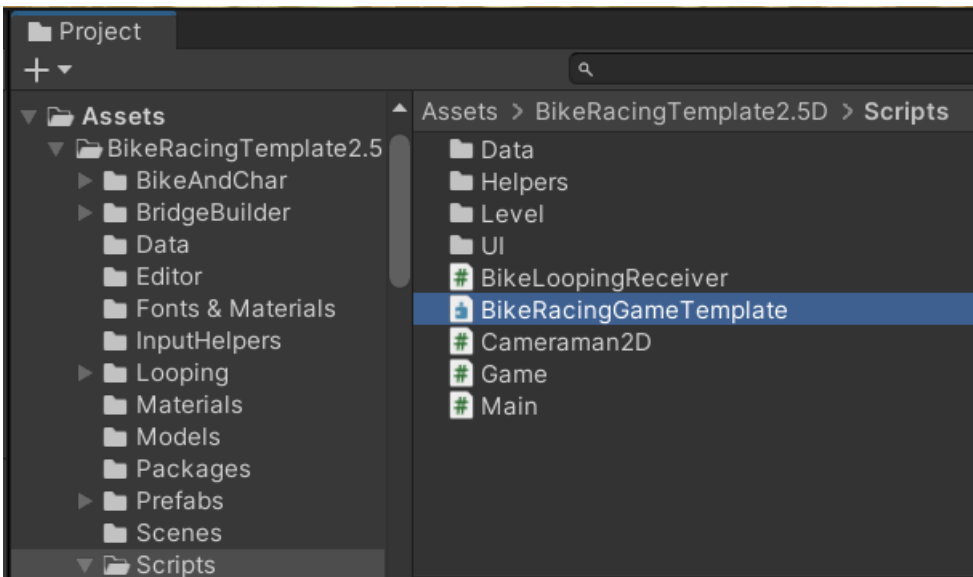 Project
Assets
BikeRacingTemplate2.5
BikeAndChar
BridgeBuilder
Data
Editor
Fonts & Materials
InputHelpers
Looping
Materials
Models
Packages
Prefabs
Scenes
Scripts
Assets > BikeRacingTemplate2.5D > Scripts
Data
Helpers
Level
UI
# BikeLoopingReceiver
BikeRacingGameTemplate
# Cameraman2D
# Game
# Main